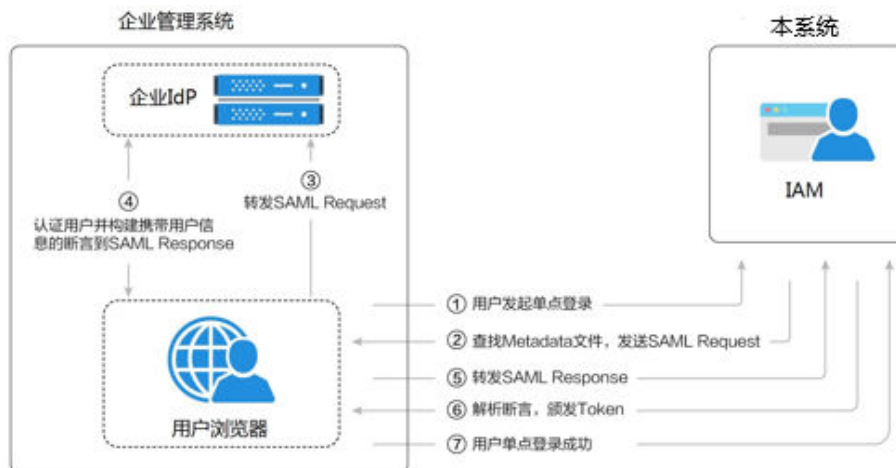 企业管理系统
本系统
企业IdP
IAM
③
转发SAML Request
④
认证用户并构建携带用户信
息的断言到SAML Response
用户浏览器
① 用户发起单点登录
② 查找Metadata文件，发送SAML Request
⑤ 转发SAML Response
⑥ 解析断言，颁发Token
⑦ 用户单点登录成功